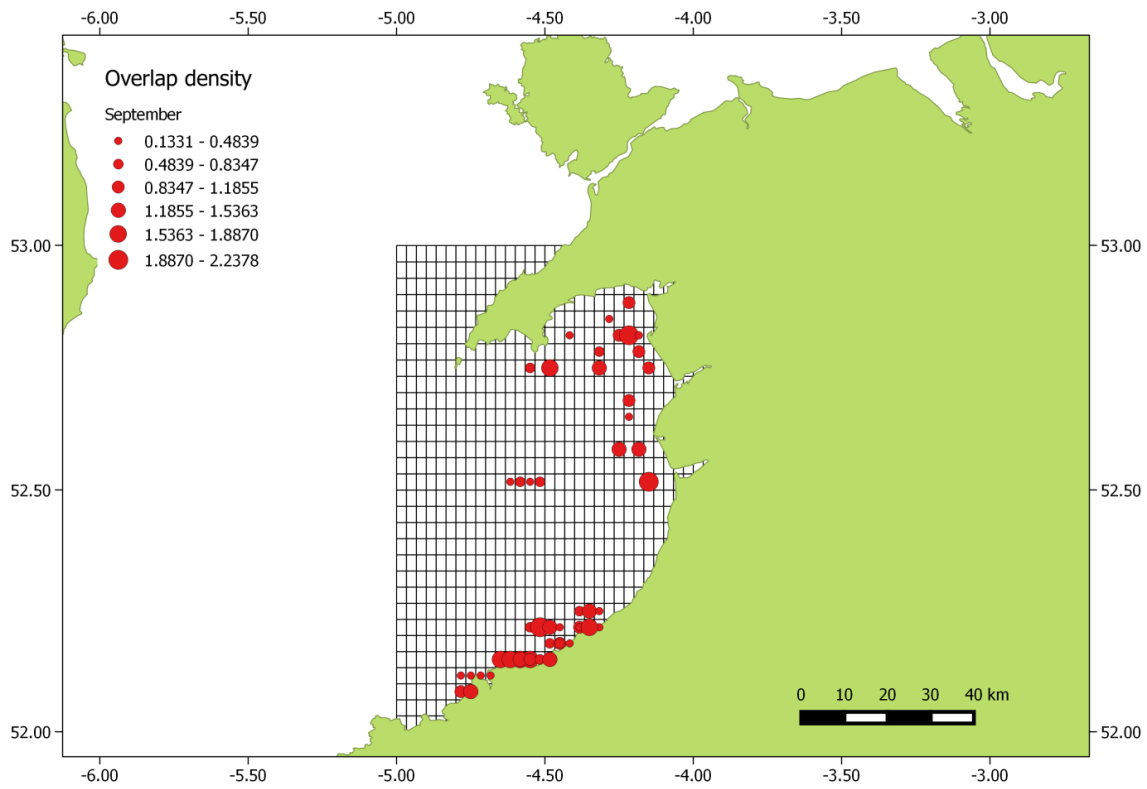 -6.00 -5.50 -5.00 -4.50 -4.00 -3.50 -3.00
Overlap density
September
0.1331 - 0.4839
0.4839 - 0.8347
0.8347 - 1.1855
1.1855 - 1.5363
1.5363 - 1.8870
1.8870 - 2.2378
53.00 53.00
52.50 52.50
0 10 20 30 40 km
52.00 52.00
-6.00 -5.50 -5.00 -4.50 -4.00 -3.50 -3.00